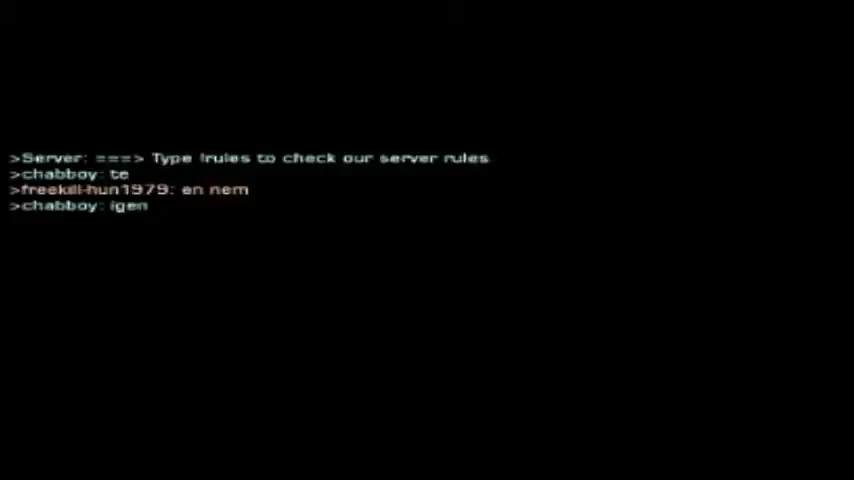 >Server: ===> Type !rules to check our server rules
>chabboy: te
>freekill-hun1979: en nem
>chabboy: igen